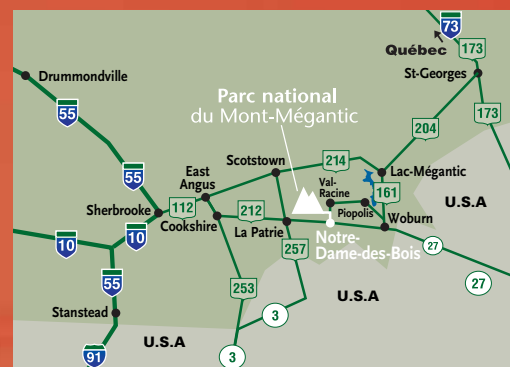 73
Québec
173
Drummondville
St-Georges
55
Parc national
du Mont-Mégantic
173
204
Scotstown
214
55
East
Angus
Lac-Mégantic
Val-
Racine
161
U.S.A
Sherbrooke
112
Cookshire
212
La Patrie
Piopolis
Woburn
10
10
257
Notre-
Dame-des-Bois
27
55
253
U.S.A
27
Stanstead
3
U.S.A
91
3